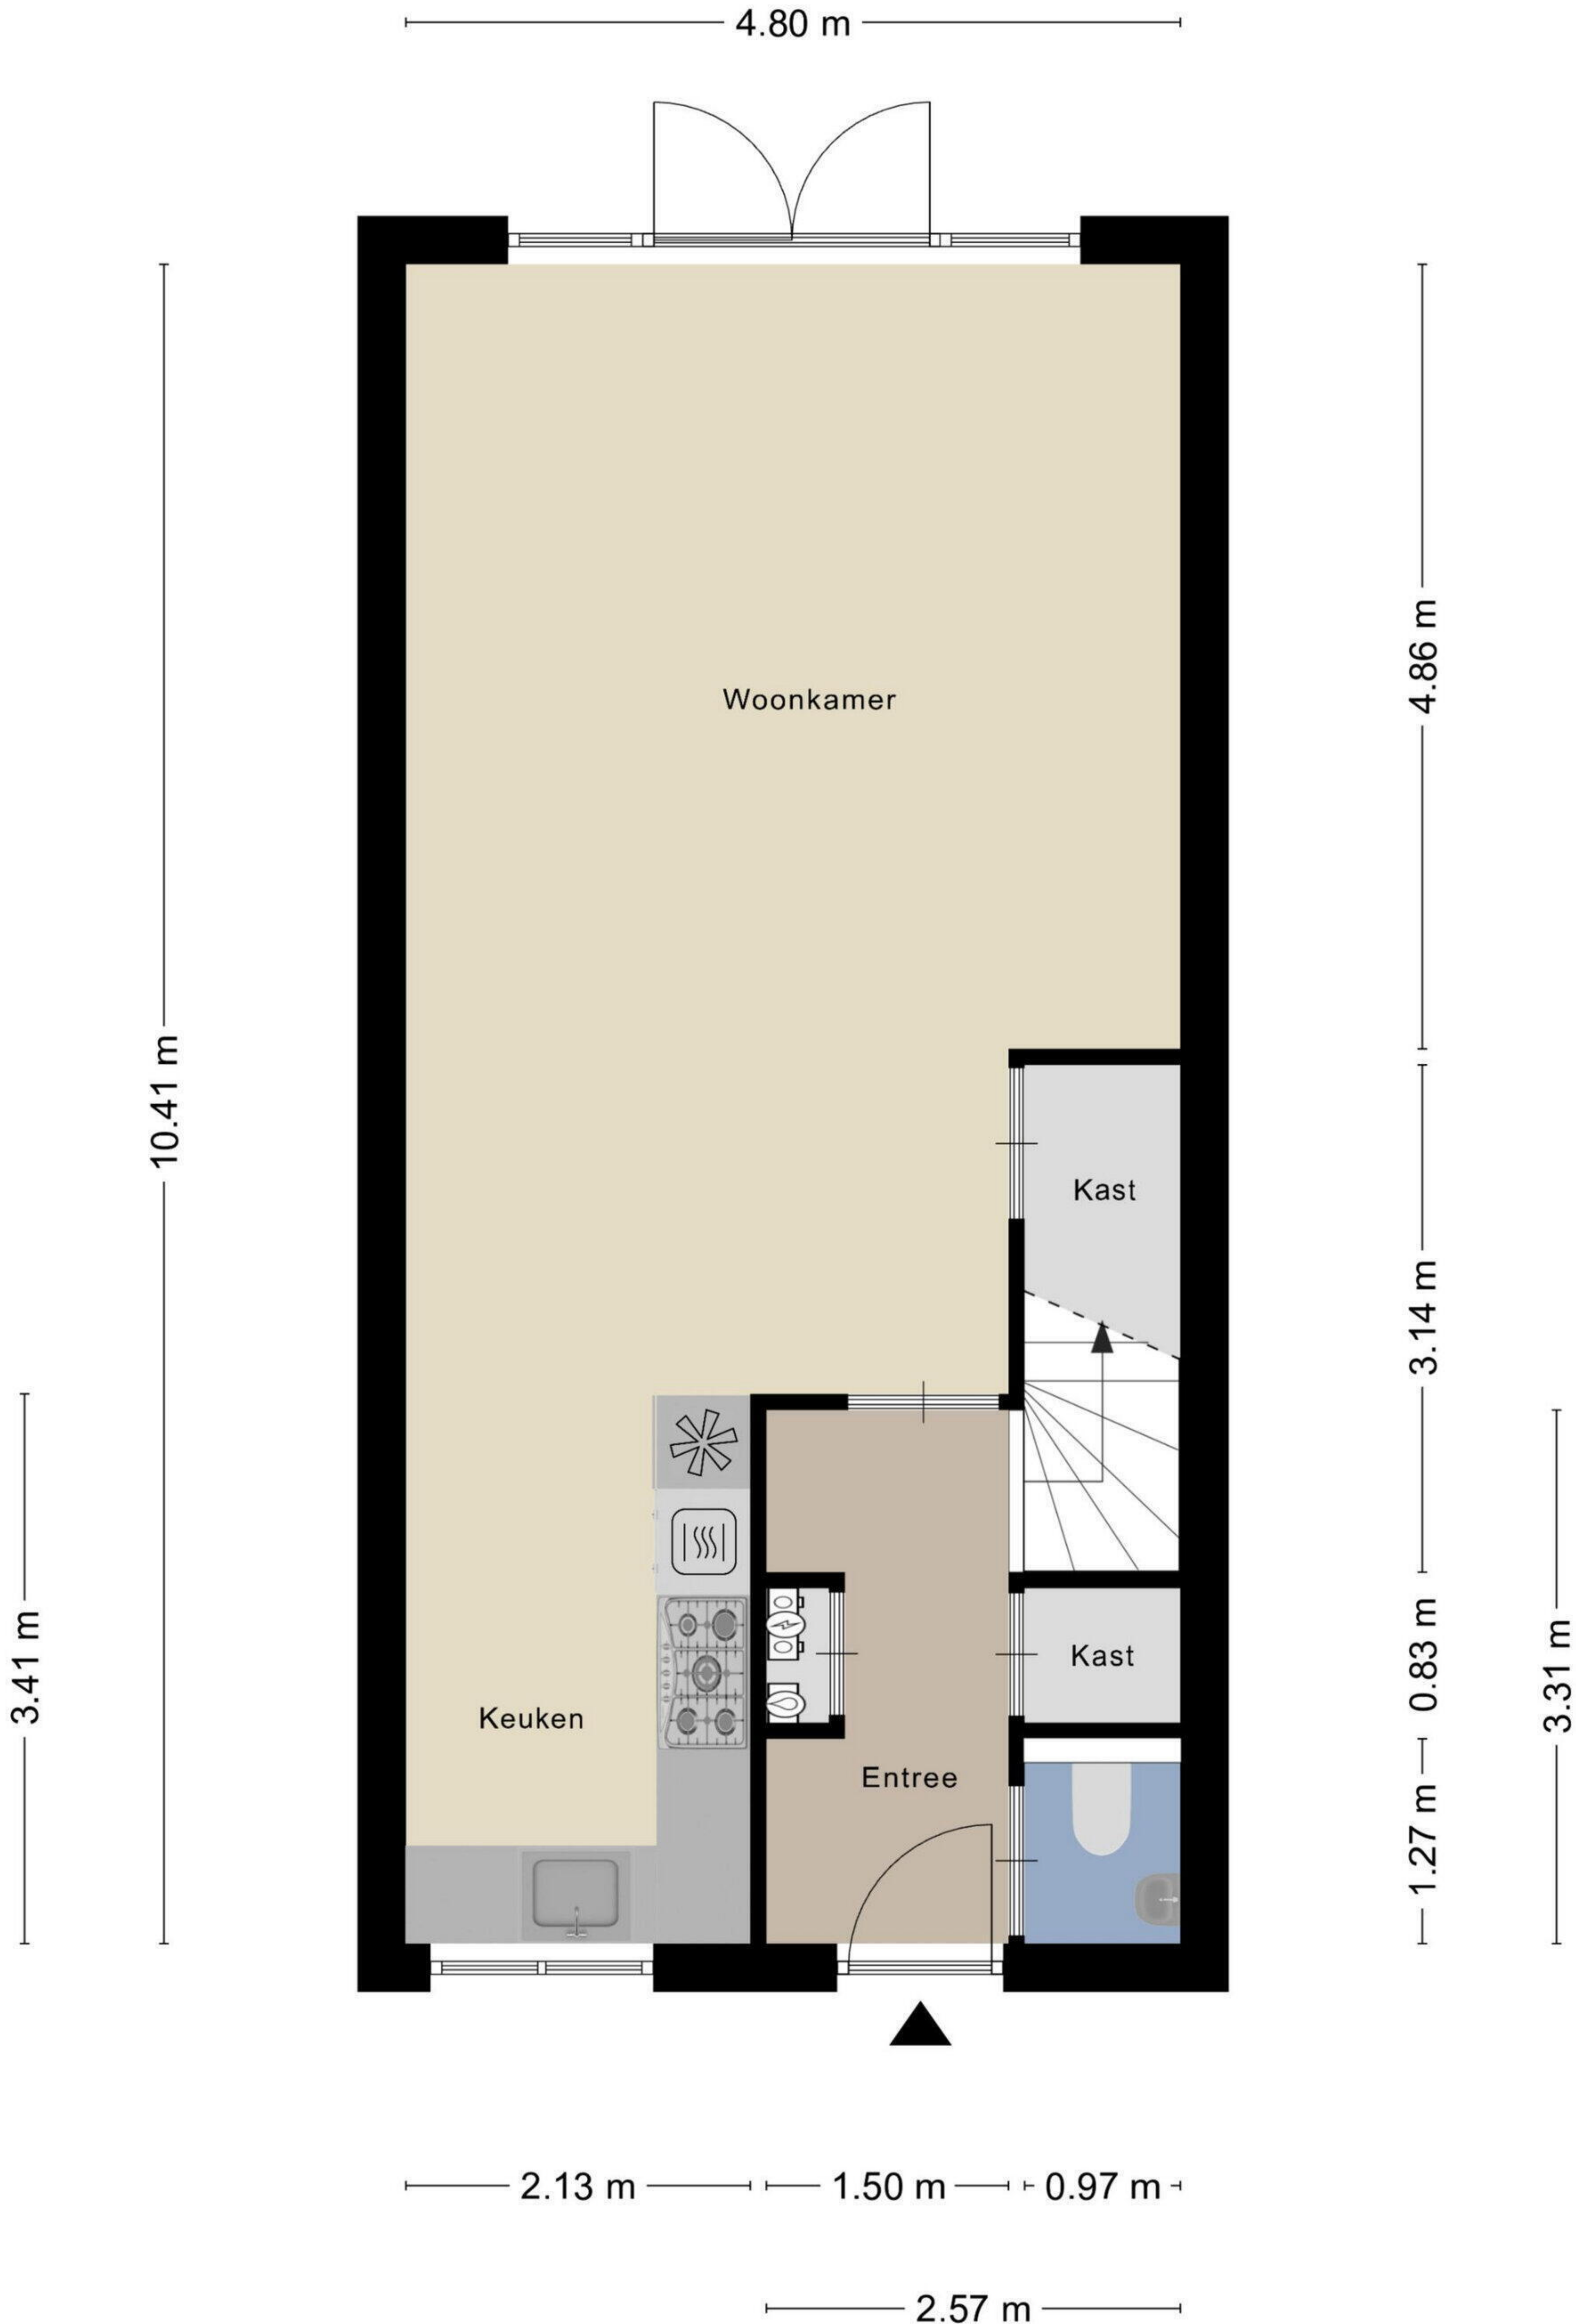 4.80 m
Woonkamer
4.86 m
10.41 m
Kast
3.14 m
3.41 m
Keuken
Kast
0.83 m
3.31 m
Entree
1.27 m
2.13 m
1.50 m
0.97 m
2.57 m